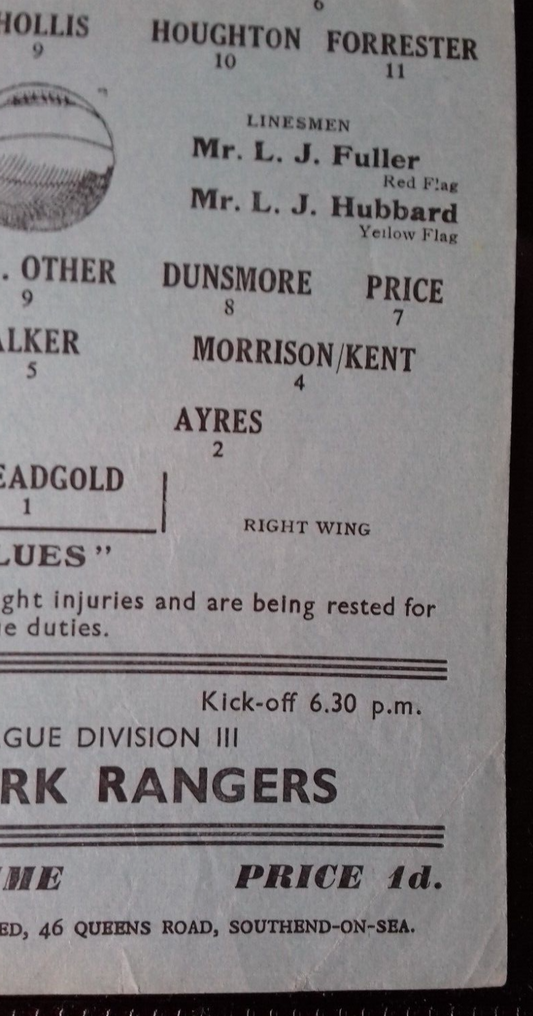 6
HOLLIS HOUGHTON FORRESTER
9 10 11
LINESMEN
Mr. L. J. Fuller
Red Flag
Mr. L. J. Hubbard
Yellow Flag
. OTHER DUNSMORE PRICE
9 8 7
ALKER MORRISON/KENT
5 4
AYRES
2
EADGOLD
1
RIGHT WING
LUES"
ght injuries and are being rested for
e duties.
Kick-off 6.30 p.m.
GUE DIVISION III
RK RANGERS
ME PRICE 1d.
ED, 46 QUEENS ROAD, SOUTHEND-ON-SEA.